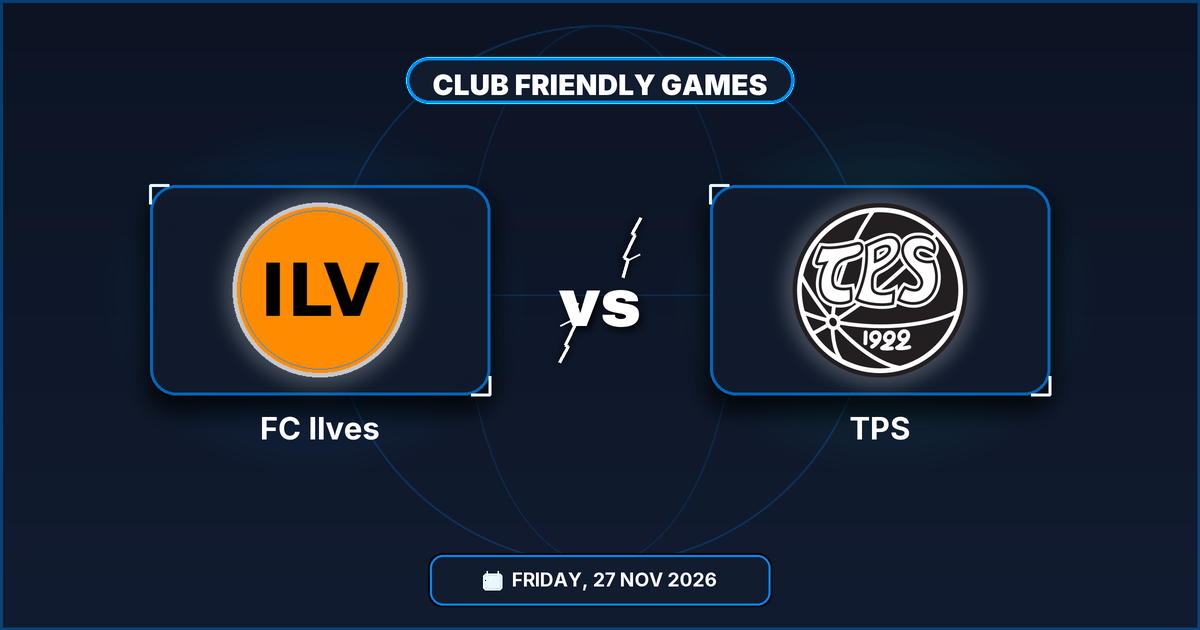 CLUB FRIENDLY GAMES
ILV
VS
TPS
1922
FC Ilves
TPS
FRIDAY, 27 NOV 2026